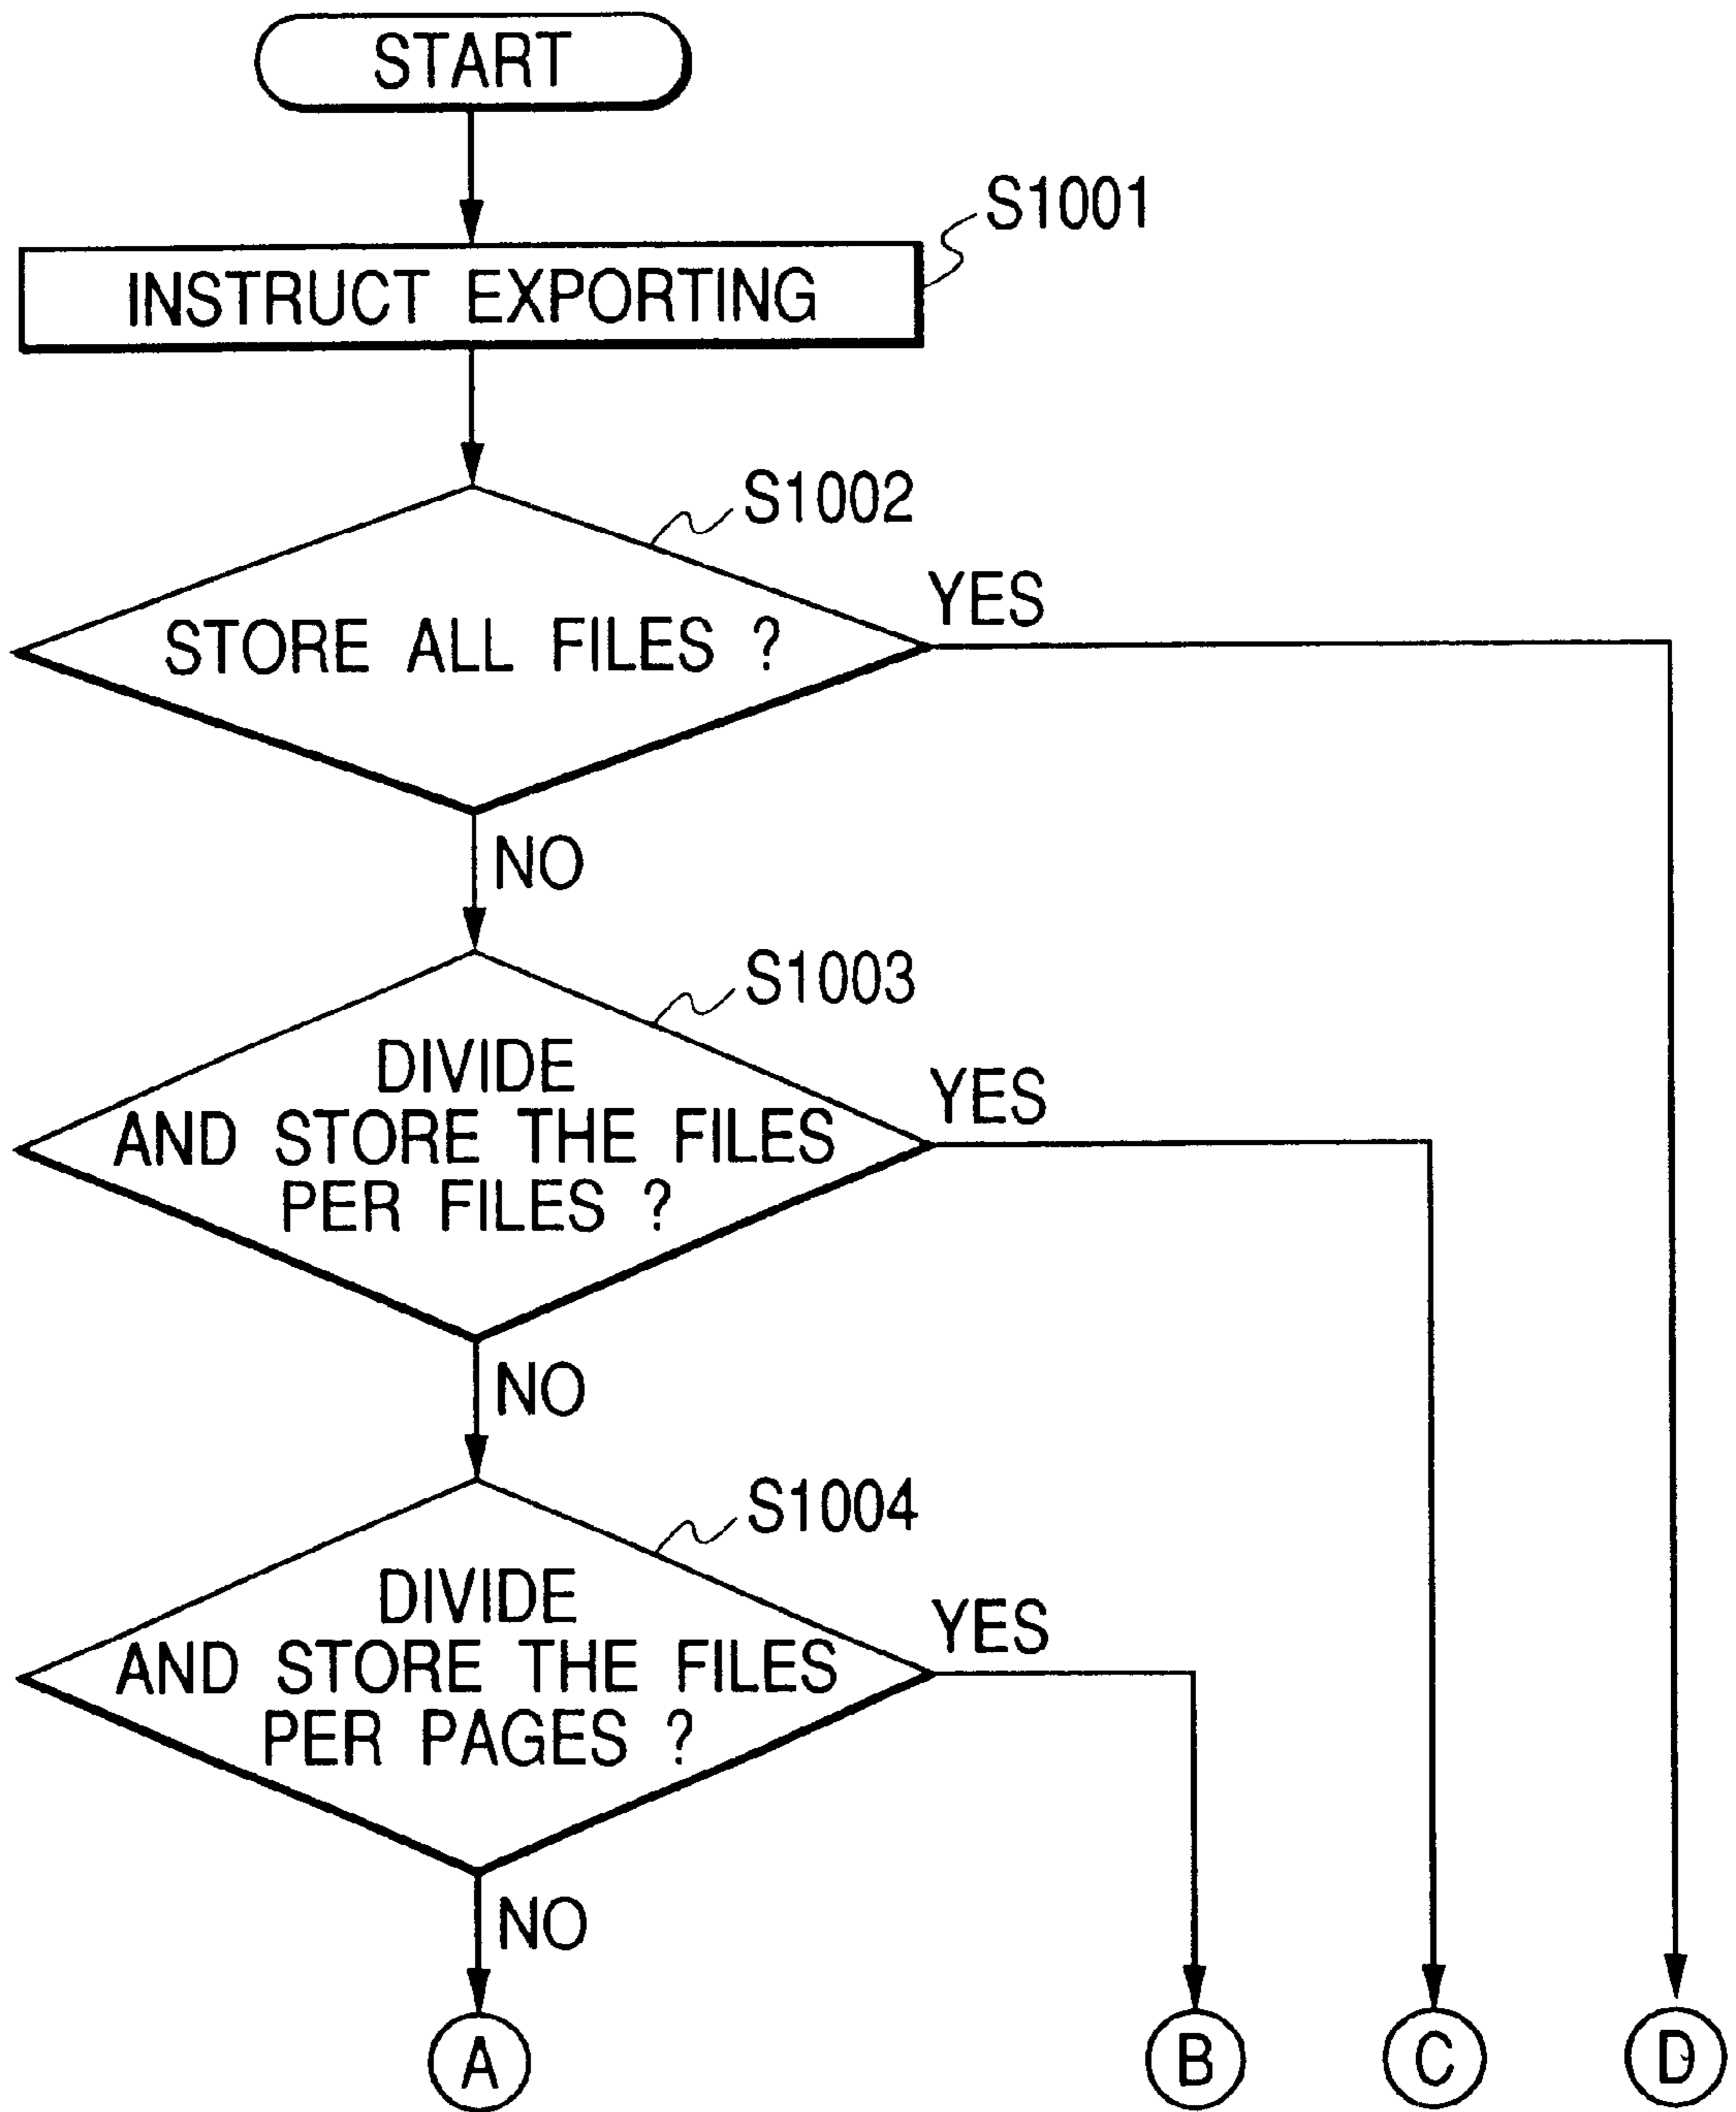 START
S1001
INSTRUCT EXPORTING
S1002
YES
STORE ALL FILES ?
NO
S1003
DIVIDE
YES
AND STORE THE FILES
PER FILES ?
NO
S1004
DIVIDE
YES
AND STORE THE FILES
PER PAGES ?
NO
A
B
C
D